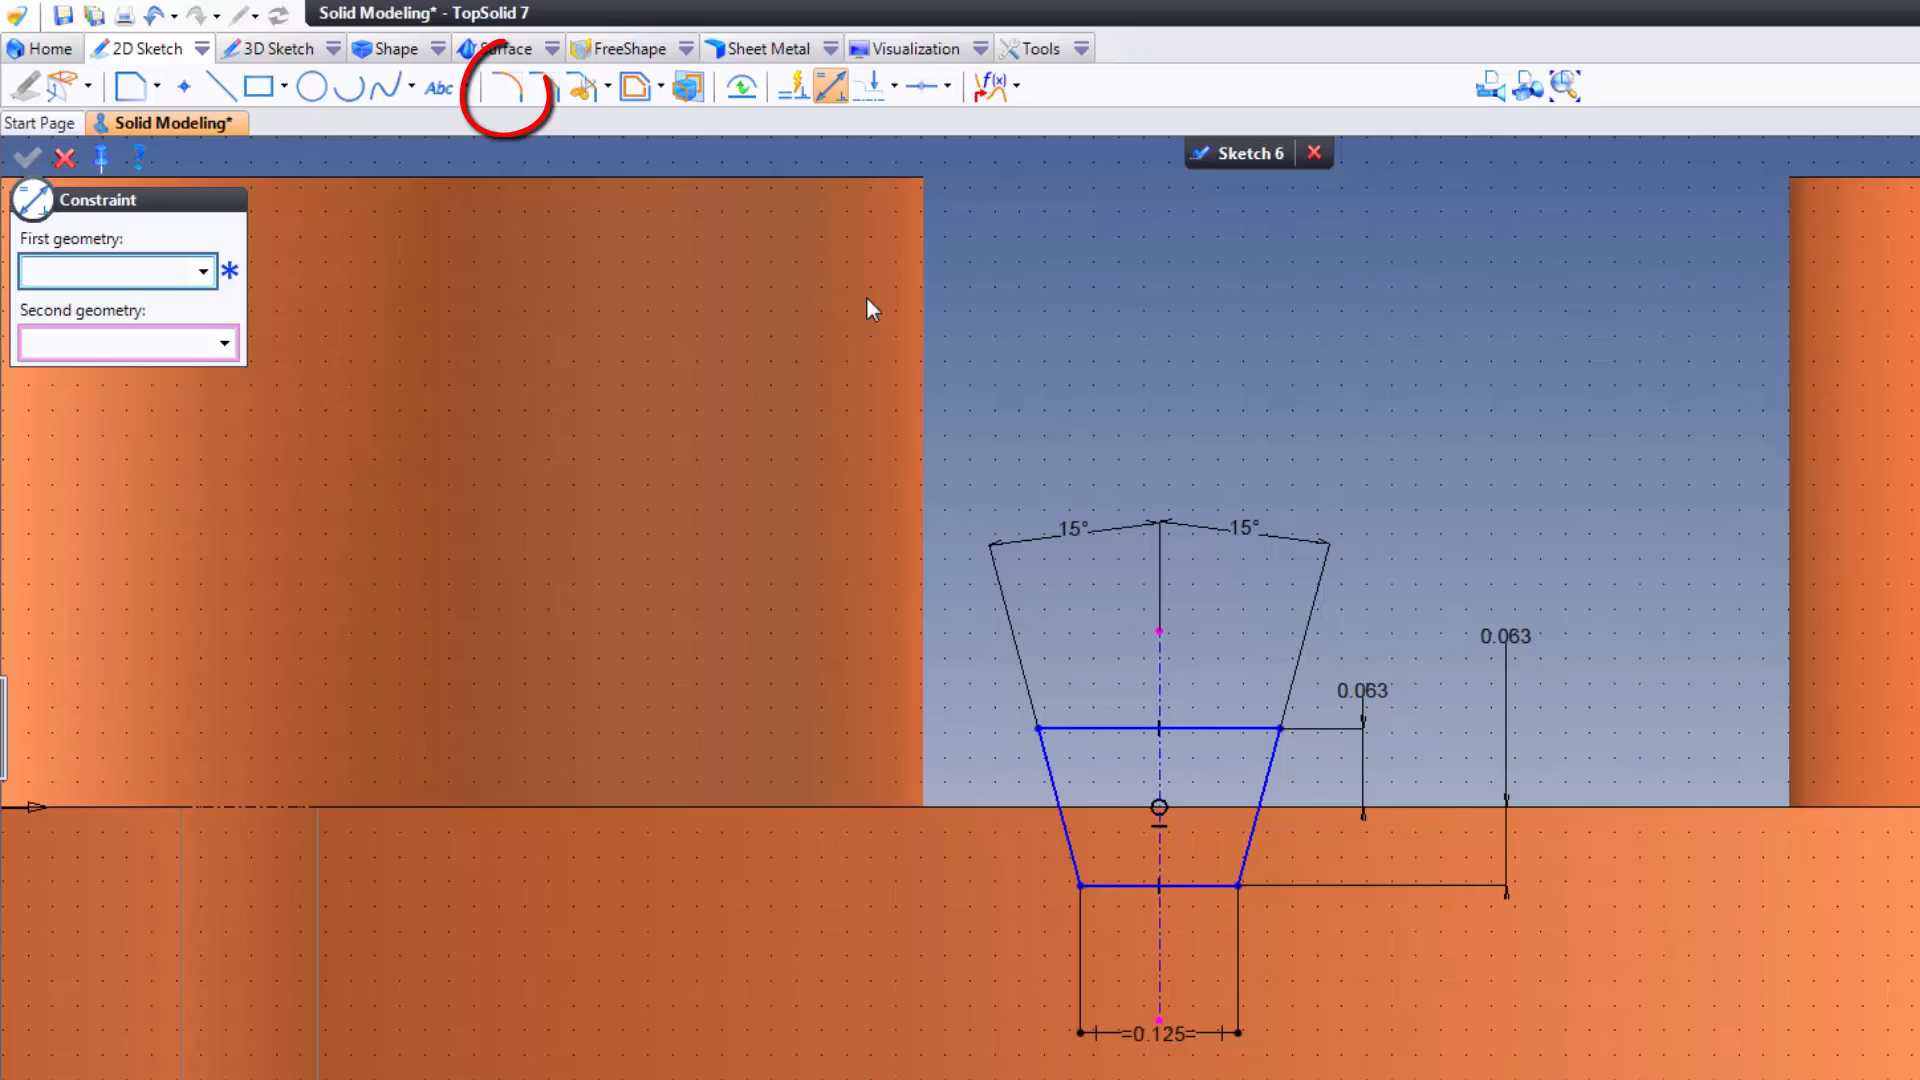 Solid Modeling* - TopSolid 7
Home 2D Sketch 3D Sketch Shape Surface FreeShape Sheet Metal Visualization Tools
Abc f(x)
Start Page Solid Modeling*
Sketch 6
Constraint
First geometry:
Second geometry:
15° 15°
0.063
0.063
=0.125=